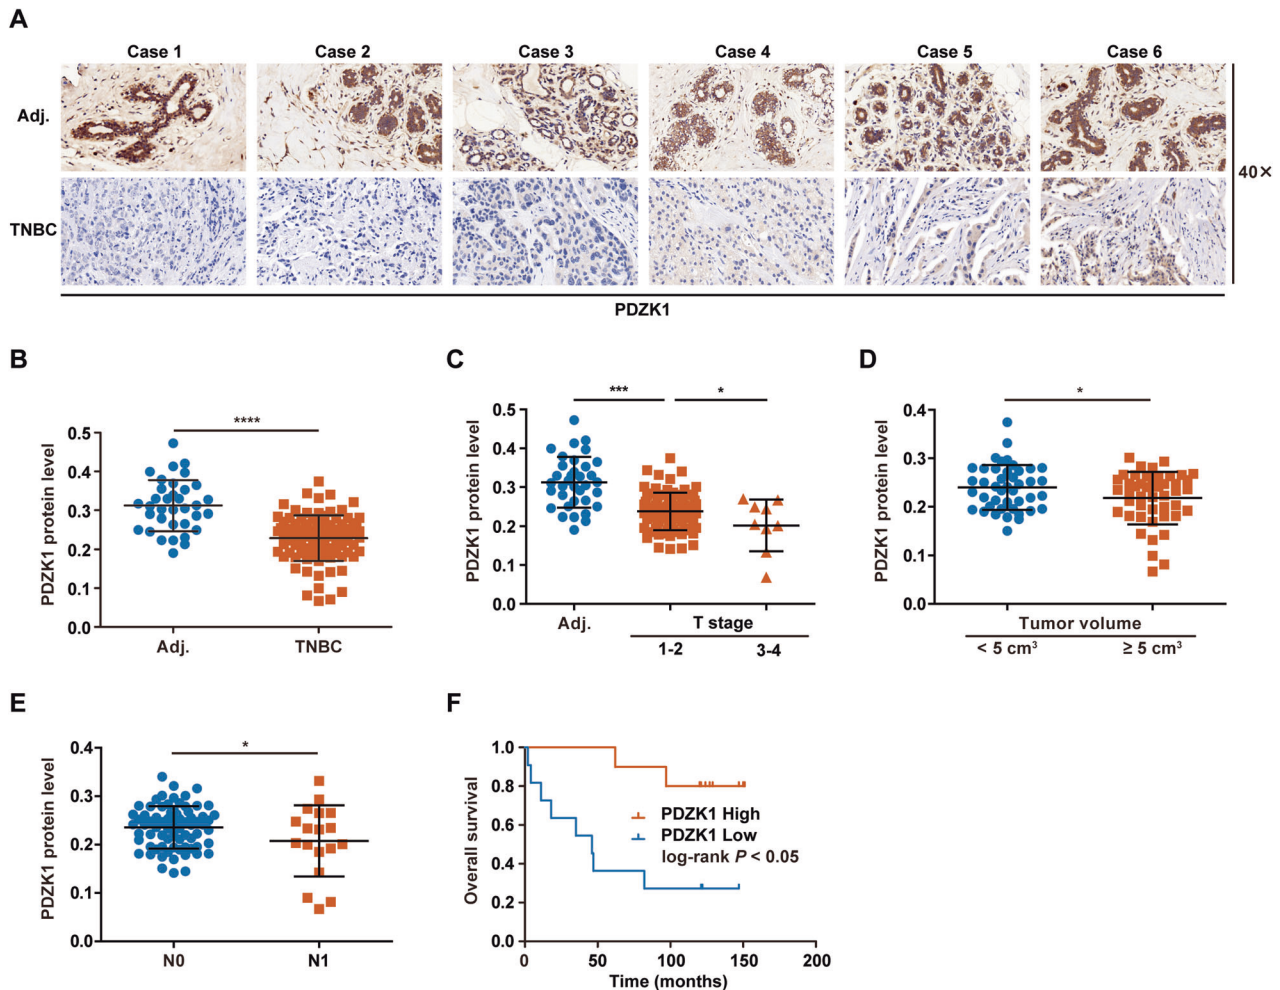 A
Case 1 Case 2 Case 3 Case 4 Case 5 Case 6
Adj.
40×
TNBC
PDZK1
B
PDZK1 protein level
0.5
0.4
0.3
0.2
0.1
0.0
****
Adj. TNBC
C
PDZK1 protein level
0.5
0.4
0.3
0.2
0.1
0.0
*** *
Adj. T stage
1-2 3-4
D
PDZK1 protein level
0.4
0.3
0.2
0.1
0.0
*
Tumor volume
< 5 cm³ ≥ 5 cm³
E
PDZK1 protein level
0.4
0.3
0.2
0.1
0.0
*
N0 N1
F
Overall survival
1.0
0.8
0.6
0.4
0.2
0.0
PDZK1 High
PDZK1 Low
log-rank P < 0.05
0 50 100 150 200
Time (months)